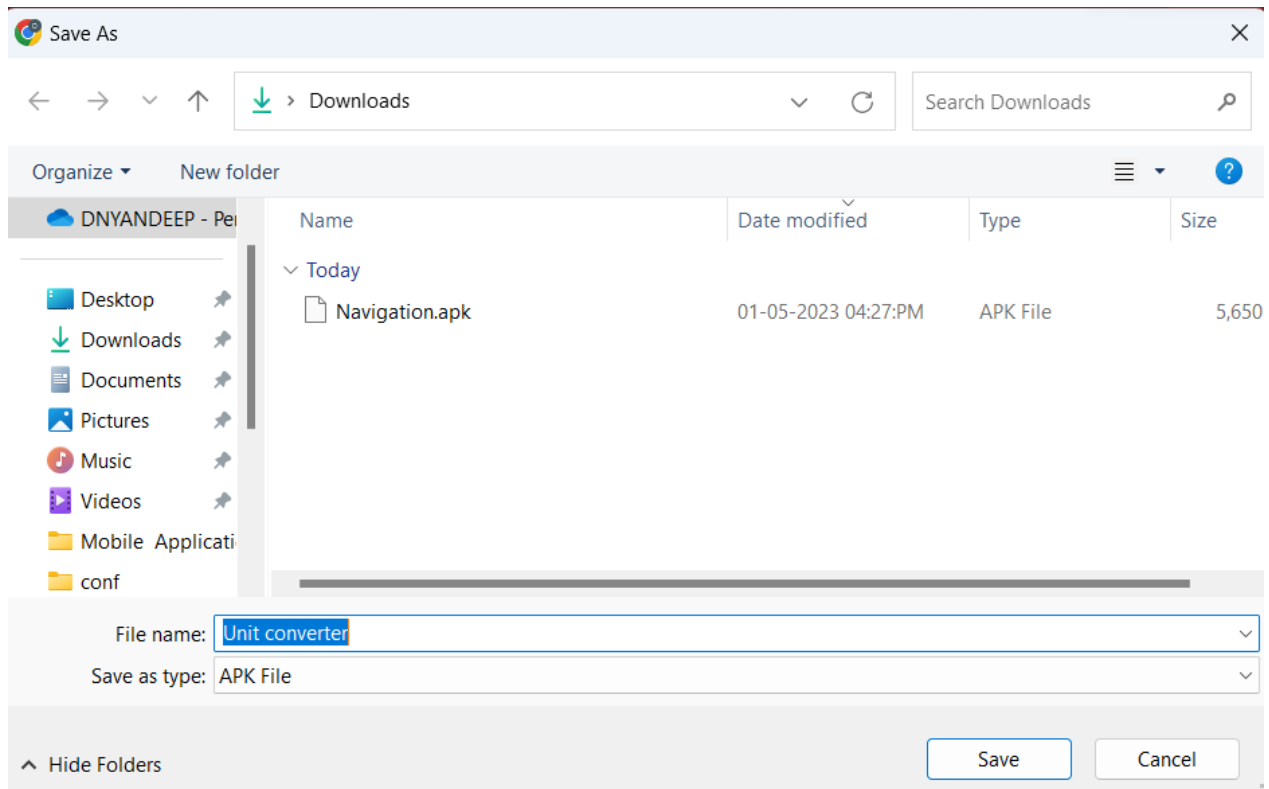 Save As
Downloads
Search Downloads
Organize
New folder
DNYANDEEP - Per
Name
Date modified
Type
Size
Today
Navigation.apk
01-05-2023 04:27:PM
APK File
5,650
Desktop
Downloads
Documents
Pictures
Music
Videos
Mobile Applicati
conf
File name: Unit converter
Save as type: APK File
Hide Folders
Save
Cancel